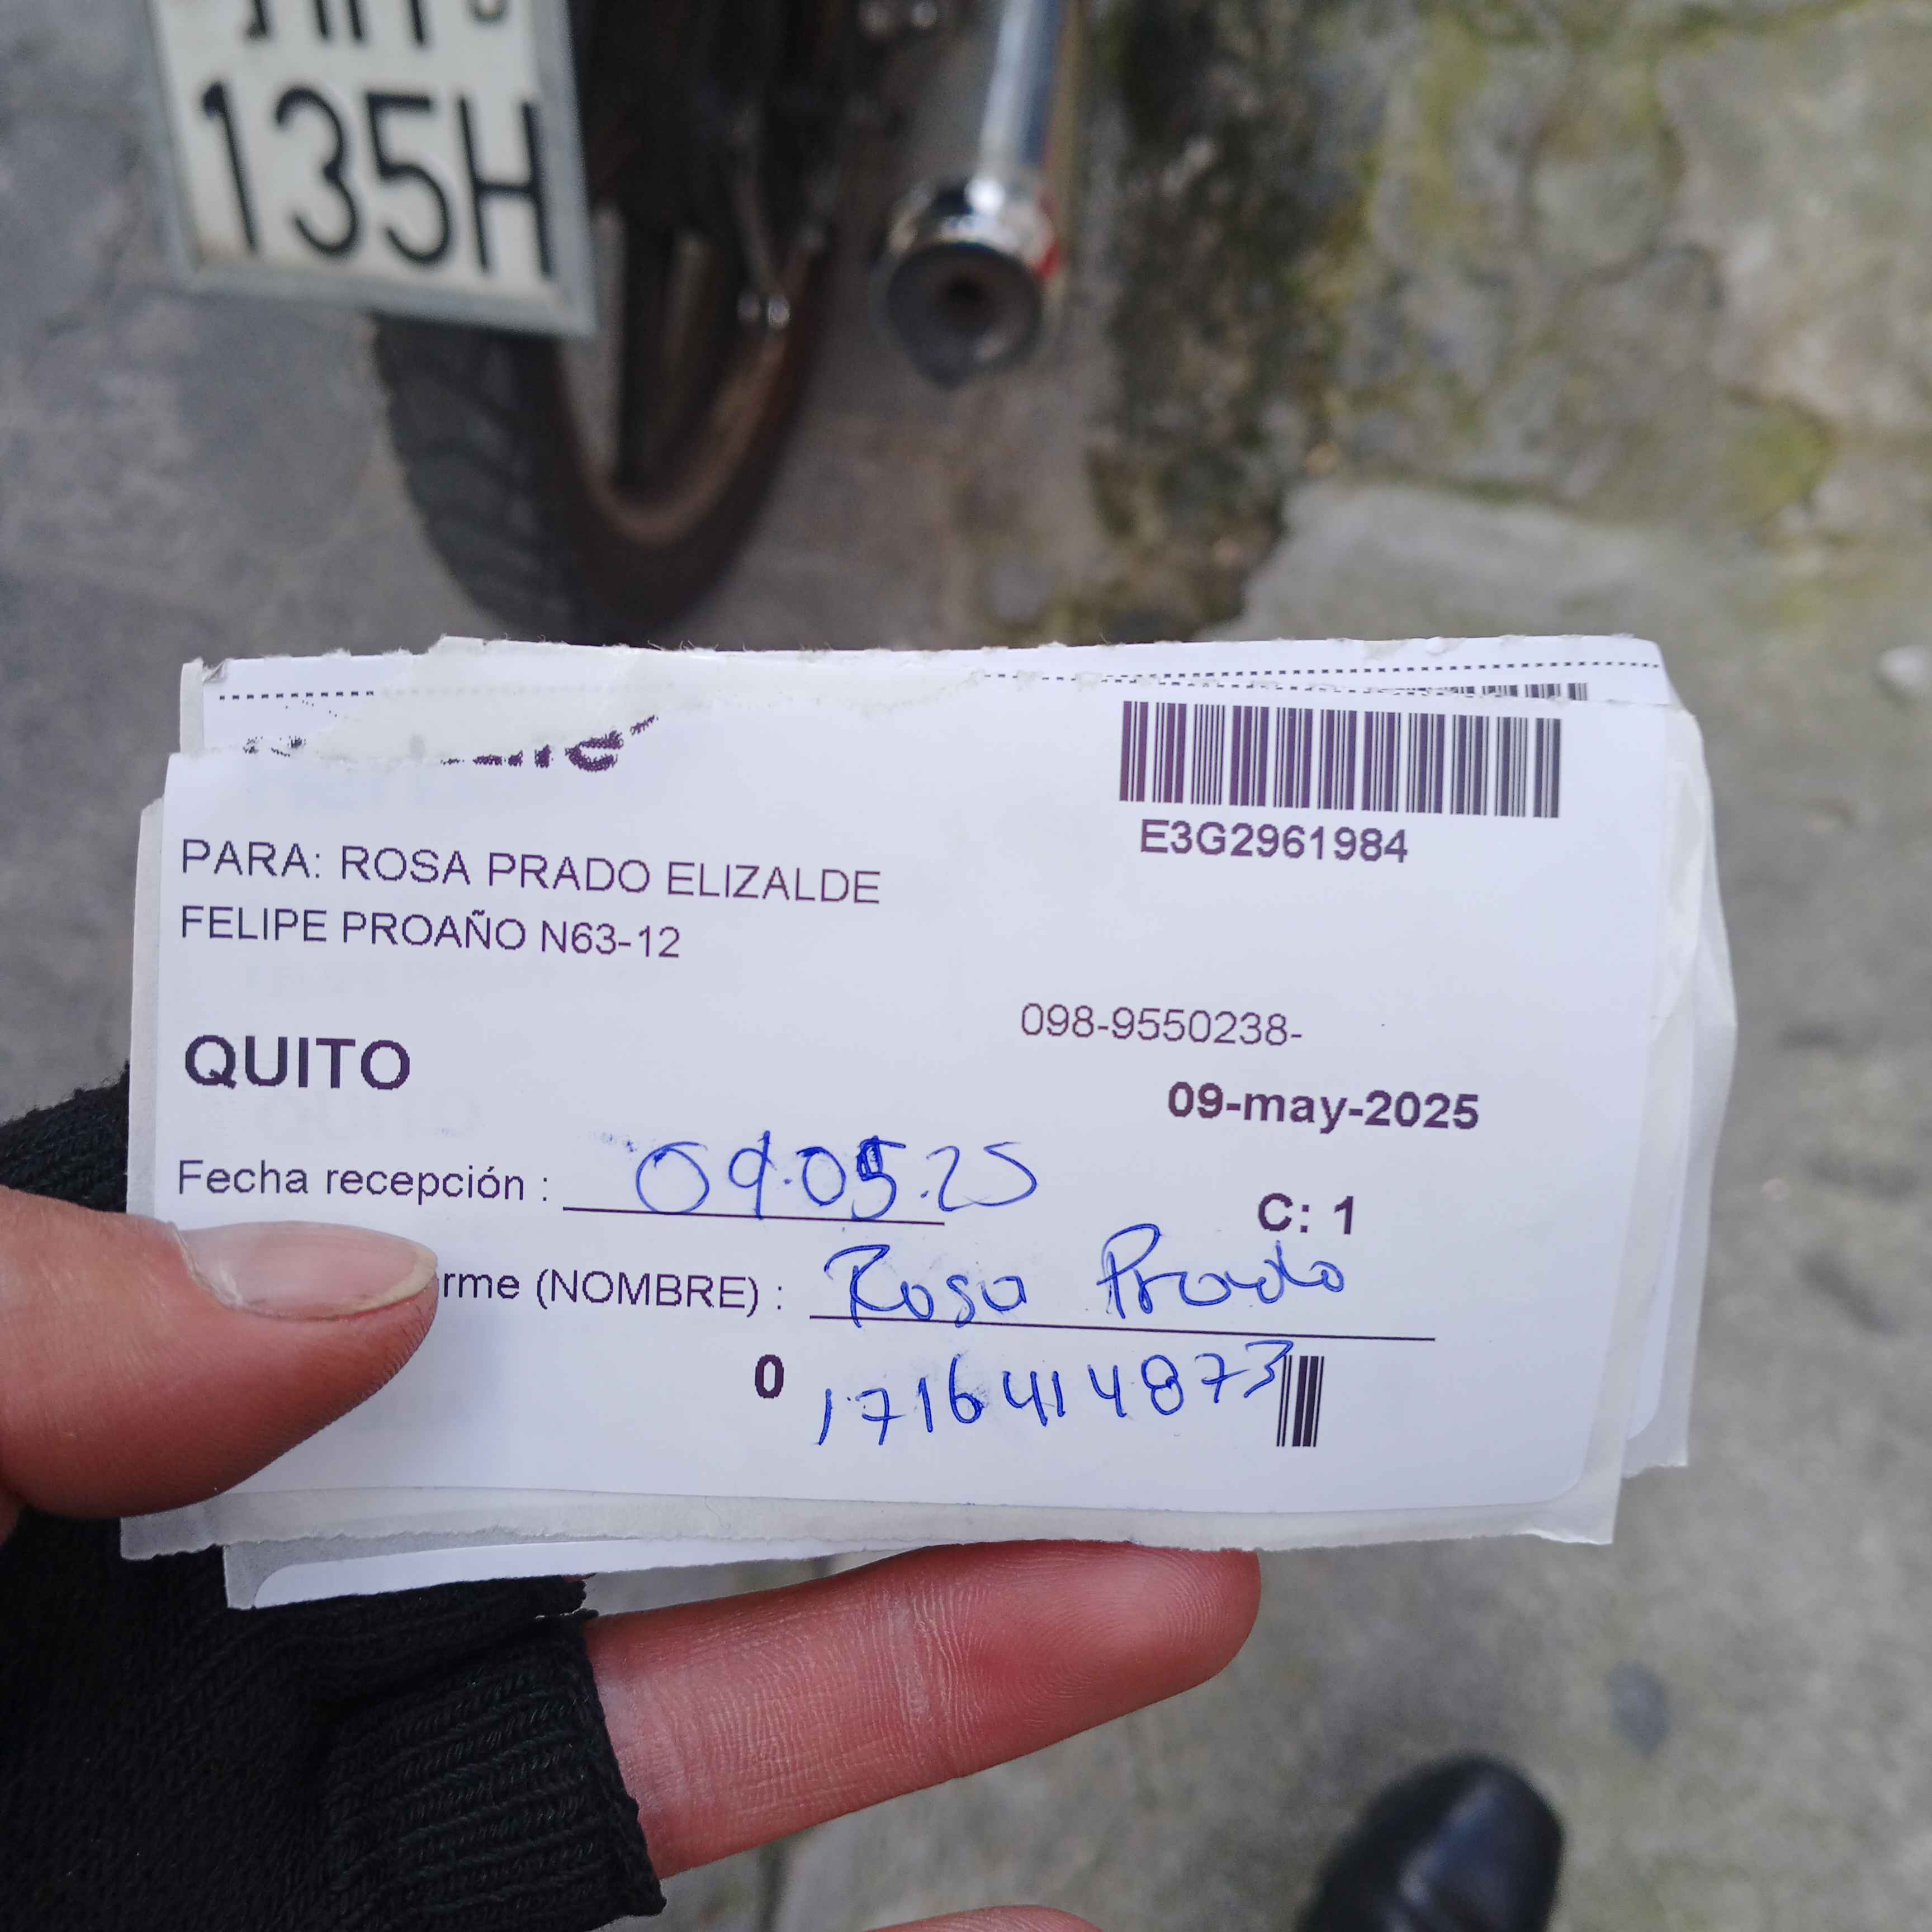 135H
E3G2961984
PARA: ROSA PRADO ELIZALDE
FELIPE PROAÑO N63-12
098-9550238-
QUITO
09-may-2025
Fecha recepción : 09.05.25
C: 1
rme (NOMBRE) : Rosa Prado
0 1716414873